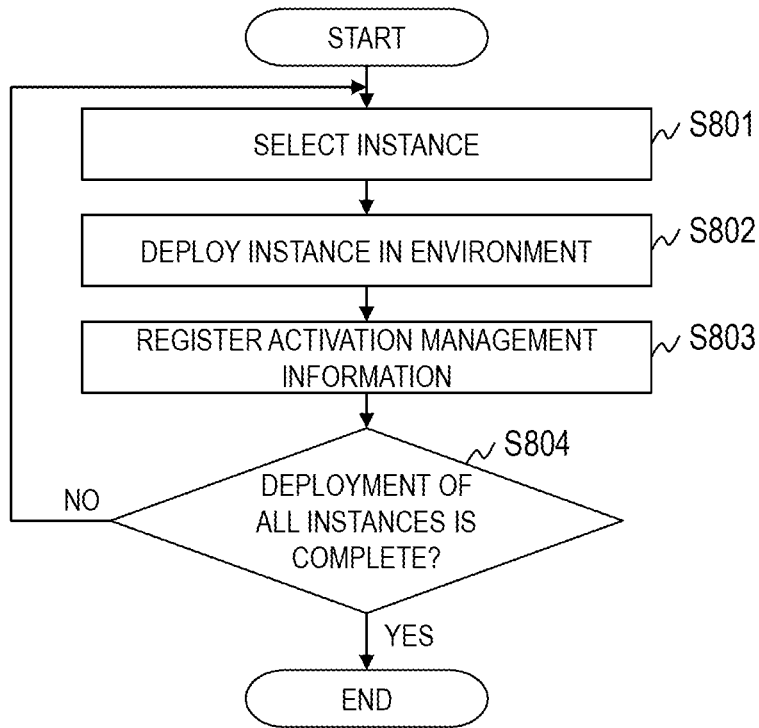 START
SELECT INSTANCE
S801
DEPLOY INSTANCE IN ENVIRONMENT
S802
REGISTER ACTIVATION MANAGEMENT
INFORMATION
S803
S804
DEPLOYMENT OF
ALL INSTANCES IS
COMPLETE?
NO
YES
END